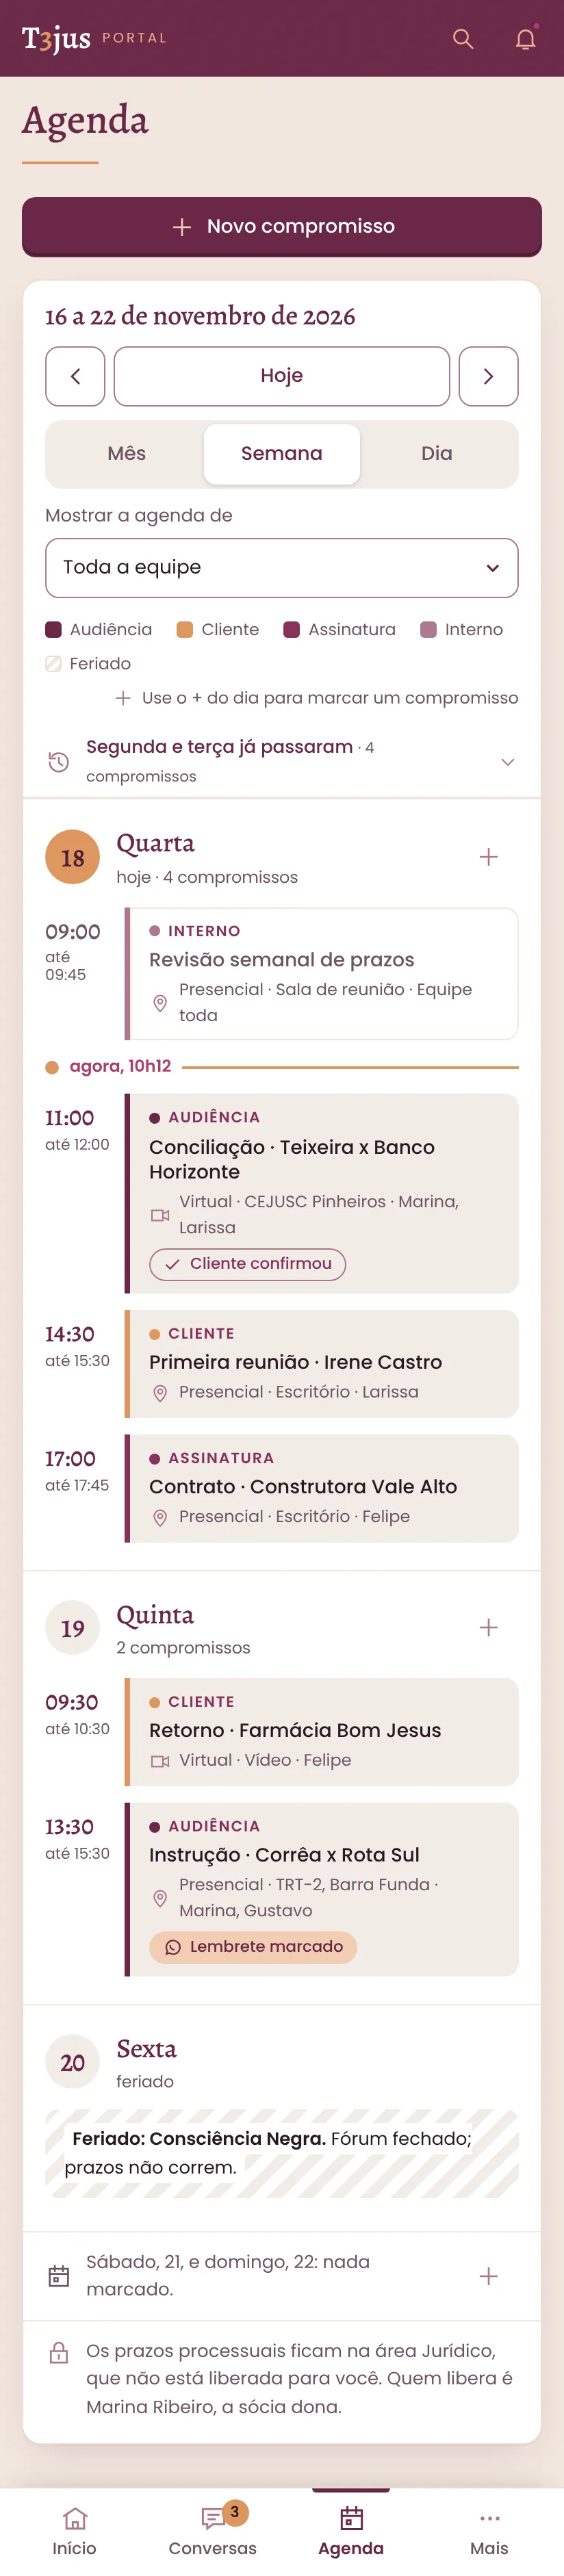 T3jus PORTAL
Agenda
Novo compromisso
16 a 22 de novembro de 2026
Hoje
Mês Semana Dia
Mostrar a agenda de
Toda a equipe
Audiência Cliente Assinatura Interno
Feriado
+ Use o + do dia para marcar um compromisso
Segunda e terça já passaram · 4
compromissos
18 Quarta
hoje · 4 compromissos
09:00
até
09:45
INTERNO
Revisão semanal de prazos
Presencial · Sala de reunião · Equipe
toda
agora, 10h12
11:00
até 12:00
AUDIÊNCIA
Conciliação · Teixeira x Banco
Horizonte
Virtual · CEJUSC Pinheiros · Marina,
Larissa
Cliente confirmou
14:30
até 15:30
CLIENTE
Primeira reunião · Irene Castro
Presencial · Escritório · Larissa
17:00
até 17:45
ASSINATURA
Contrato · Construtora Vale Alto
Presencial · Escritório · Felipe
19 Quinta
2 compromissos
09:30
até 10:30
CLIENTE
Retorno · Farmácia Bom Jesus
Virtual · Vídeo · Felipe
13:30
até 15:30
AUDIÊNCIA
Instrução · Corrêa x Rota Sul
Presencial · TRT-2, Barra Funda ·
Marina, Gustavo
Lembrete marcado
20 Sexta
feriado
Feriado: Consciência Negra. Fórum fechado;
prazos não correm.
Sábado, 21, e domingo, 22: nada
marcado.
Os prazos processuais ficam na área Jurídico,
que não está liberada para você. Quem libera é
Marina Ribeiro, a sócia dona.
3
Início Conversas Agenda Mais